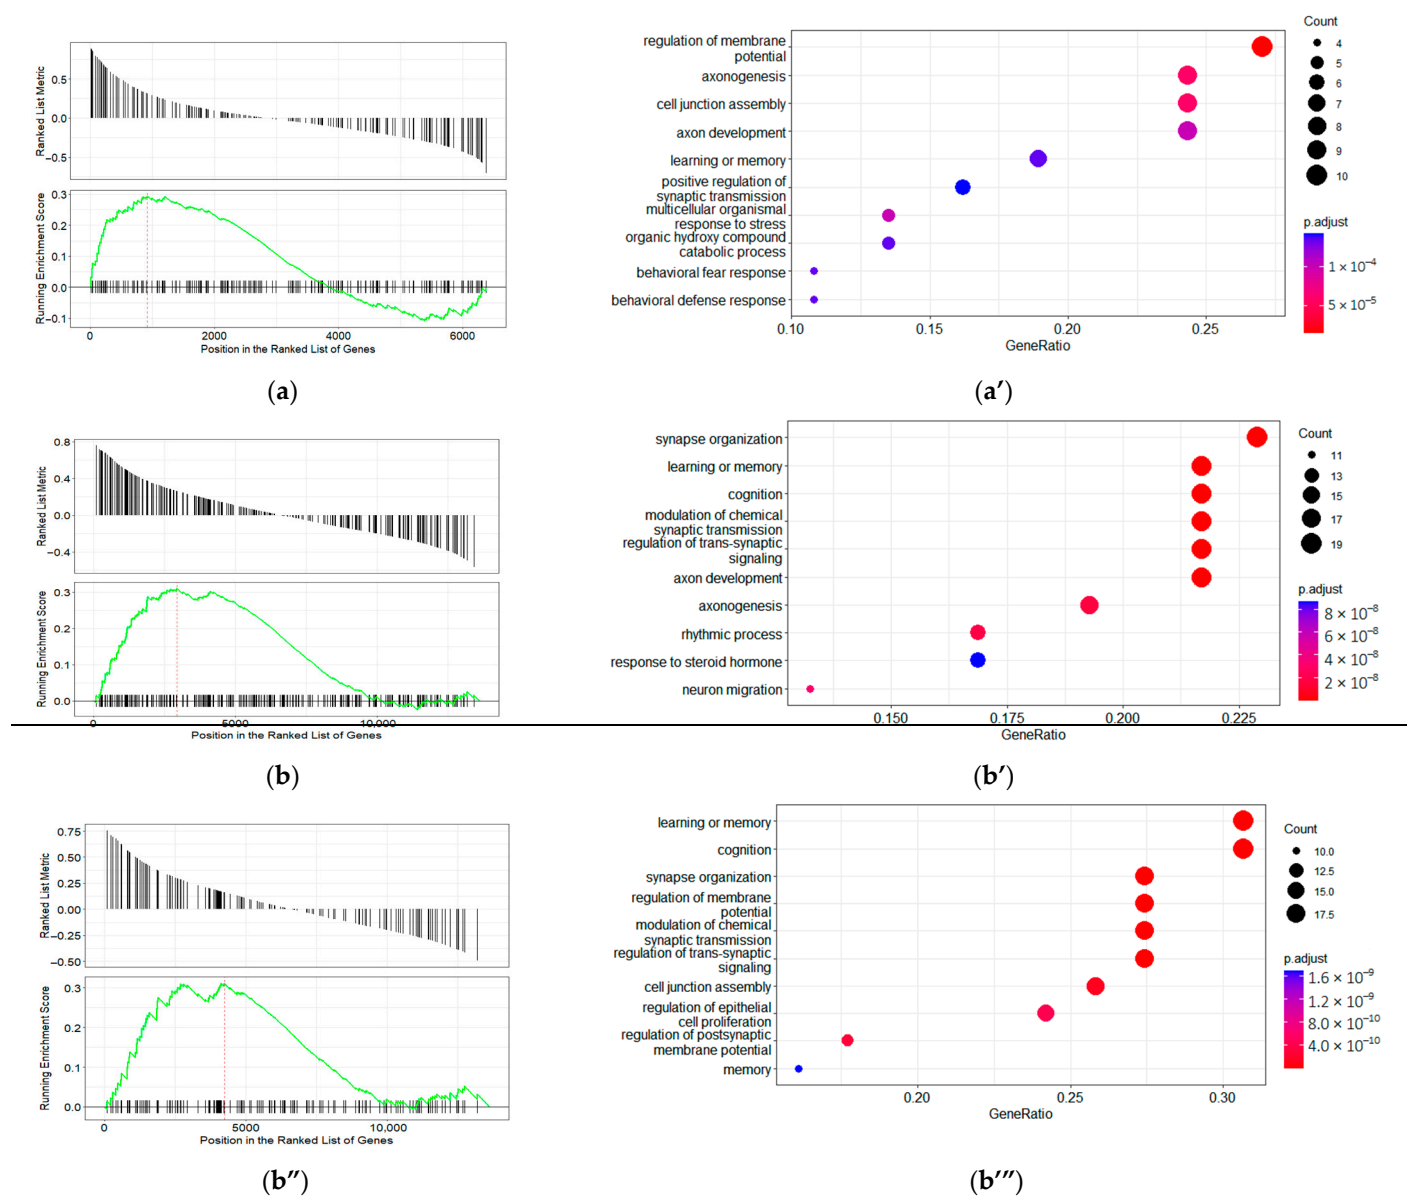 Ranked List Metric
0.5
0.0
−0.5
Running Enrichment Score
0.3
0.2
0.1
0.0
−0.1
0
2000
4000
6000
Position in the Ranked List of Genes
(a)
regulation of membrane
potential
axonogenesis
cell junction assembly
axon development
learning or memory
positive regulation of
synaptic transmission
multicellular organismal
response to stress
organic hydroxy compound
catabolic process
behavioral fear response
behavioral defense response
0.10
0.15
0.20
0.25
GeneRatio
Count
4
5
6
7
8
9
10
p.adjust
1 × 10⁻⁴
5 × 10⁻⁵
(a′)
Ranked List Metric
0.8
0.4
0.0
−0.4
Running Enrichment Score
0.3
0.2
0.1
0.0
0
5000
10,000
Position in the Ranked List of Genes
(b)
synapse organization
learning or memory
cognition
modulation of chemical
synaptic transmission
regulation of trans-synaptic
signaling
axon development
axonogenesis
rhythmic process
response to steroid hormone
neuron migration
0.150
0.175
0.200
0.225
GeneRatio
Count
11
13
15
17
19
p.adjust
8 × 10⁻⁸
6 × 10⁻⁸
4 × 10⁻⁸
2 × 10⁻⁸
(b′)
Ranked List Metric
0.75
0.50
0.25
0.00
−0.25
−0.50
Running Enrichment Score
0.3
0.2
0.1
0.0
0
5000
10,000
Position in the Ranked List of Genes
(b″)
learning or memory
cognition
synapse organization
regulation of membrane
potential
modulation of chemical
synaptic transmission
regulation of trans-synaptic
signaling
cell junction assembly
regulation of epithelial
cell proliferation
regulation of postsynaptic
membrane potential
memory
0.20
0.25
0.30
GeneRatio
Count
10.0
12.5
15.0
17.5
p.adjust
1.6 × 10⁻⁹
1.2 × 10⁻⁹
8.0 × 10⁻¹⁰
4.0 × 10⁻¹⁰
(b′″)